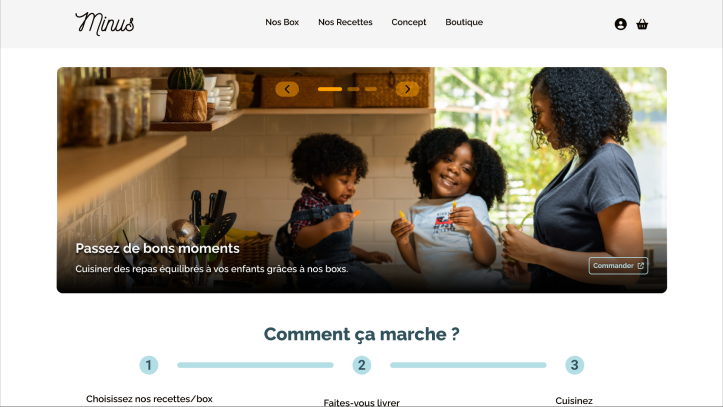 Minus
Nos Box
Nos Recettes
Concept
Boutique
Passez de bons moments
Cuisiner des repas équilibrés à vos enfants grâces à nos boxs.
Commander
Comment ça marche ?
1
2
3
Choisissez nos recettes/box
Faites-vous livrer
Cuisinez